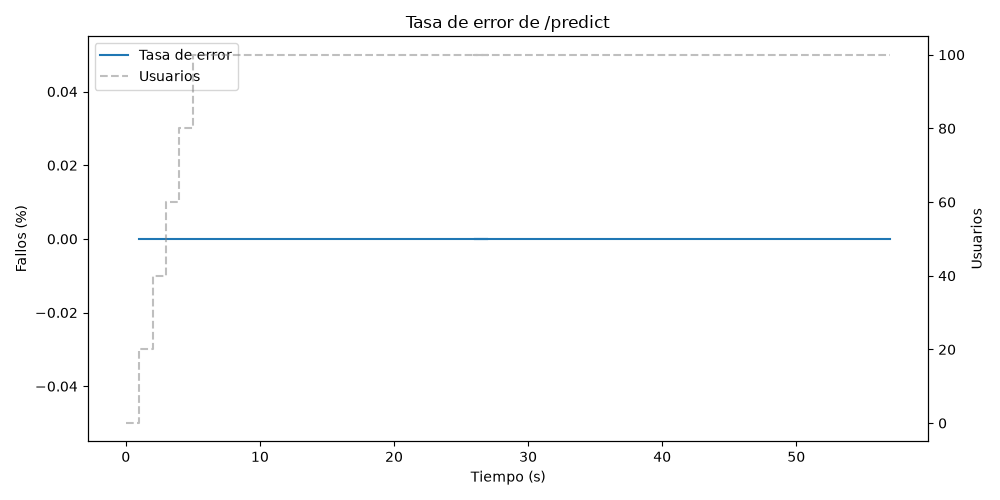 Tasa de error de /predict
Tasa de error
Usuarios
0.04
0.02
0.00
−0.02
−0.04
Fallos (%)
100
80
60
40
20
0
Usuarios
0 10 20 30 40 50
Tiempo (s)